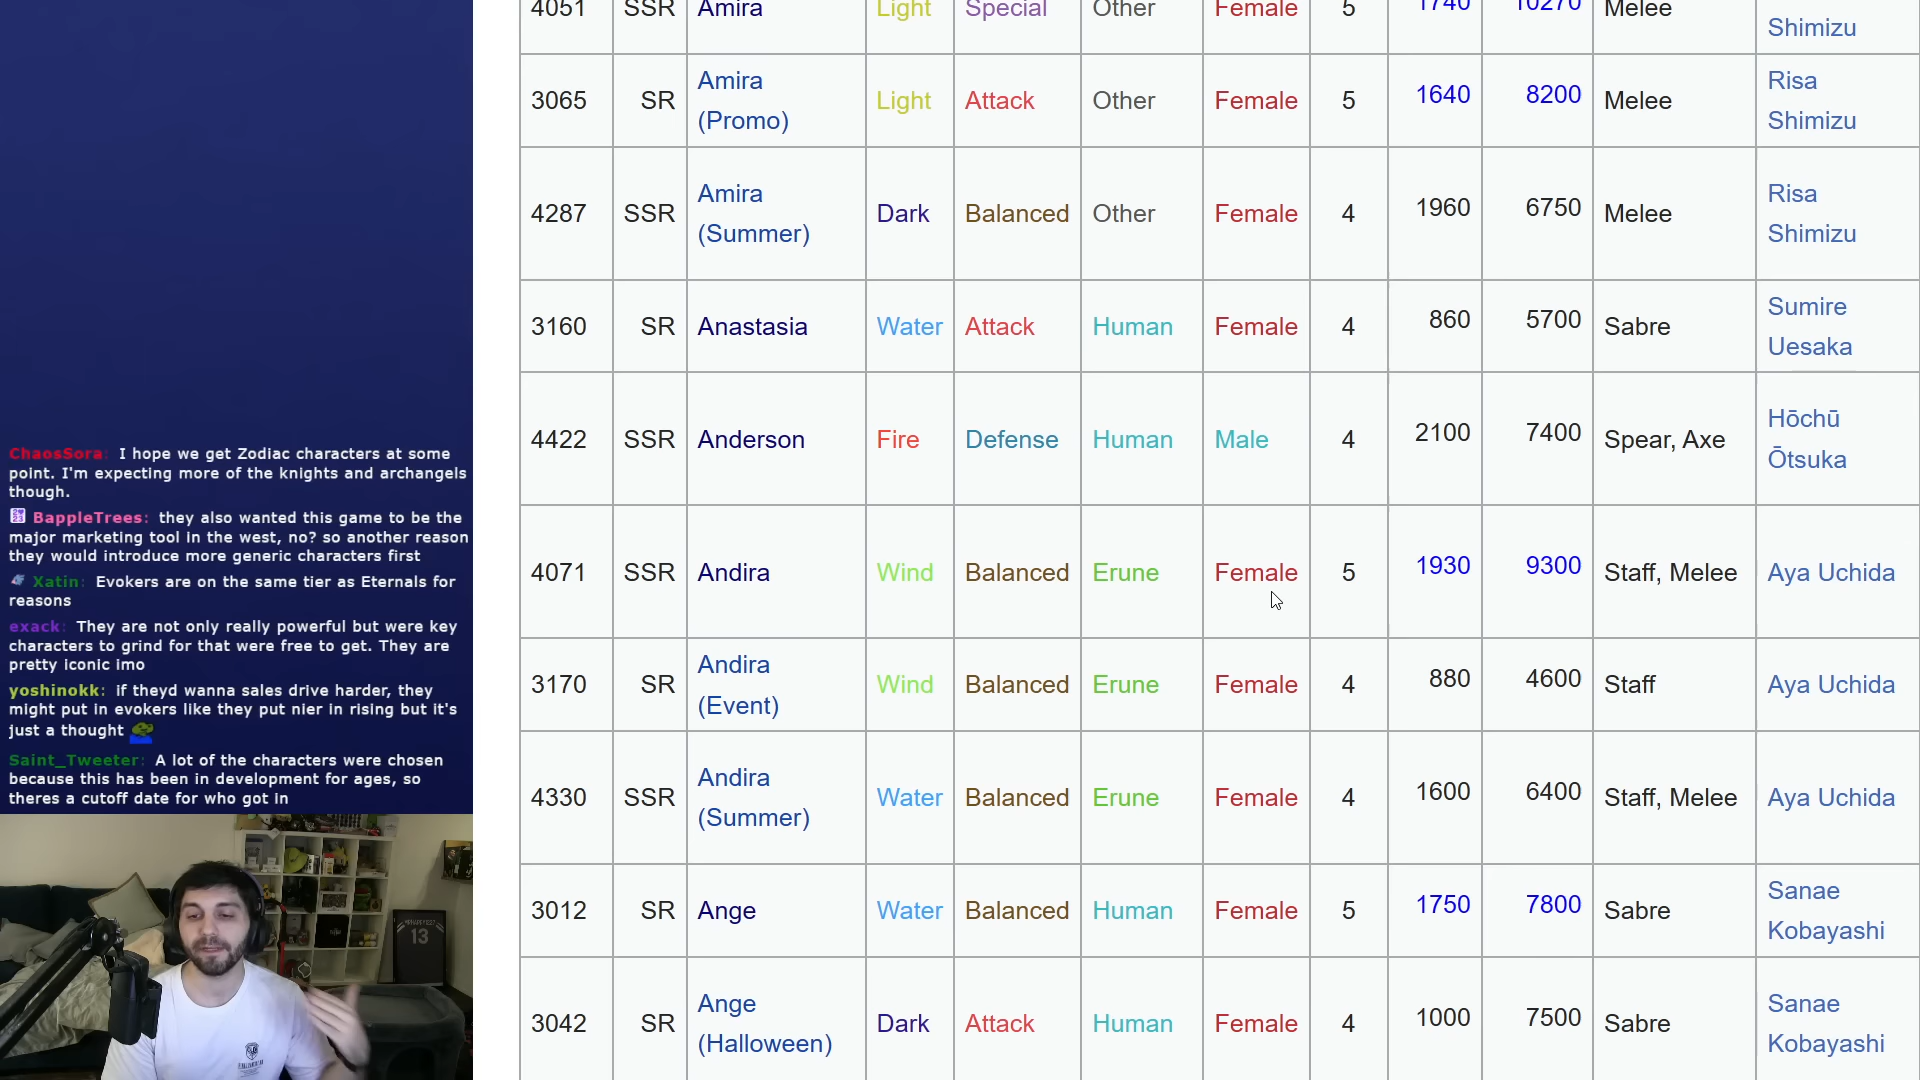 4051 SSR Amira Light Special Other Female 5 1740 10270 Melee
Shimizu
3065 SR Amira (Promo) Light Attack Other Female 5 1640 8200 Melee Risa Shimizu
4287 SSR Amira (Summer) Dark Balanced Other Female 4 1960 6750 Melee Risa Shimizu
3160 SR Anastasia Water Attack Human Female 4 860 5700 Sabre Sumire Uesaka
4422 SSR Anderson Fire Defense Human Male 4 2100 7400 Spear, Axe Hōchū Ōtsuka
4071 SSR Andira Wind Balanced Erune Female 5 1930 9300 Staff, Melee Aya Uchida
3170 SR Andira (Event) Wind Balanced Erune Female 4 880 4600 Staff Aya Uchida
4330 SSR Andira (Summer) Water Balanced Erune Female 4 1600 6400 Staff, Melee Aya Uchida
3012 SR Ange Water Balanced Human Female 5 1750 7800 Sabre Sanae Kobayashi
3042 SR Ange (Halloween) Dark Attack Human Female 4 1000 7500 Sabre Sanae Kobayashi
ChaosSora: I hope we get Zodiac characters at some
point. I'm expecting more of the knights and archangels
though.
BappleTrees: they also wanted this game to be the
major marketing tool in the west, no? so another reason
they would introduce more generic characters first
Xatin: Evokers are on the same tier as Eternals for
reasons
exack: They are not only really powerful but were key
characters to grind for that were free to get. They are
pretty iconic imo
yoshinokk: if theyd wanna sales drive harder, they
might put in evokers like they put nier in rising but it's
just a thought
Saint_Tweeter: A lot of the characters were chosen
because this has been in development for ages, so
theres a cutoff date for who got in
13